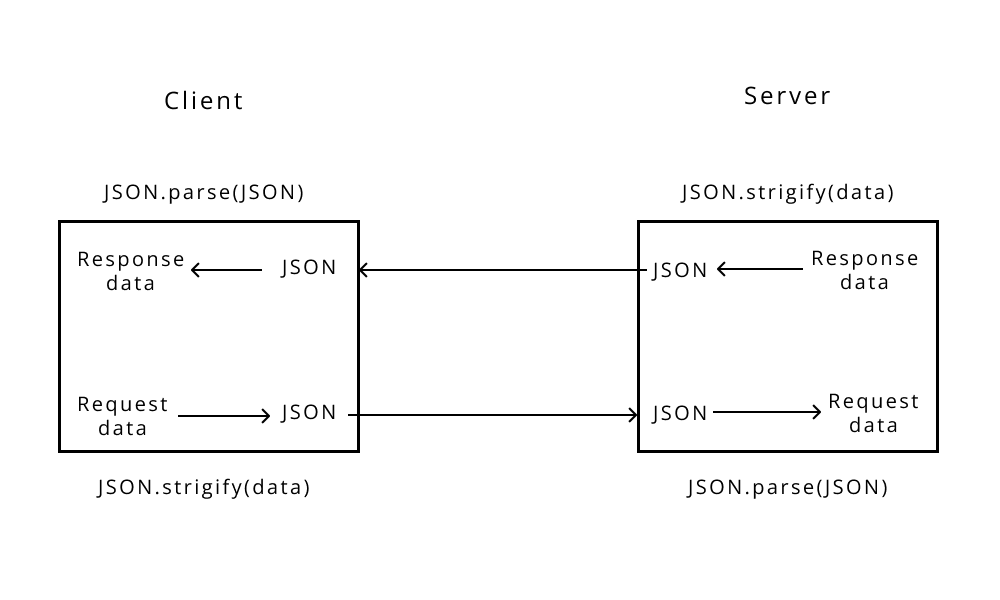 Client
Server
JSON.parse(JSON)
JSON.strigify(data)
Response
data
JSON
JSON
Response
data
Request
data
JSON
JSON
Request
data
JSON.strigify(data)
JSON.parse(JSON)